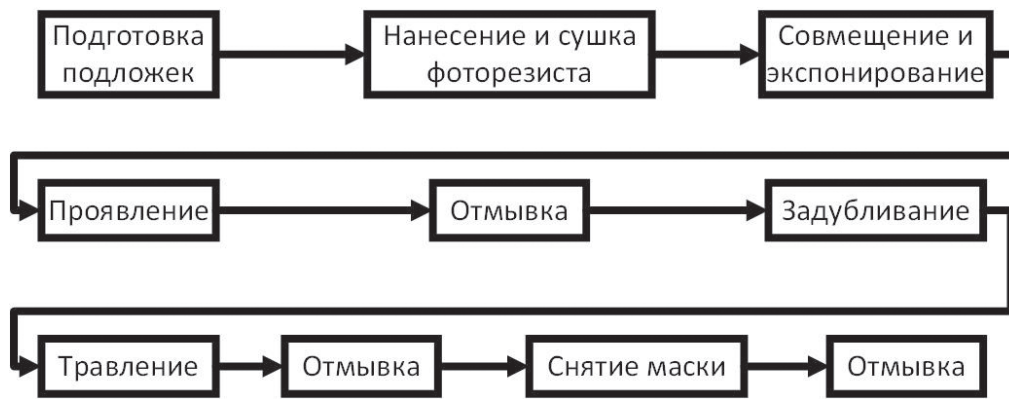 Подготовка
подложек
Нанесение и сушка
фоторезиста
Совмещение и
экспонирование
Проявление
Отмывка
Задубливание
Травление
Отмывка
Снятие маски
Отмывка